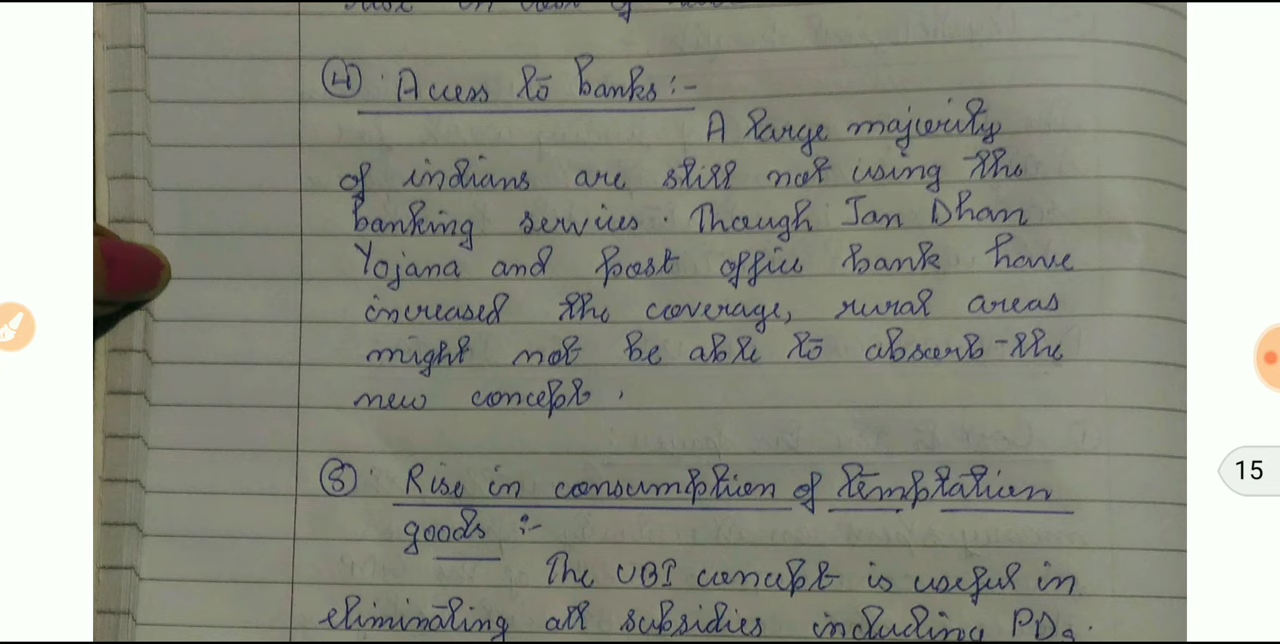 ④ Access to banks:-
A large majority
of indians are still not using the
banking services. Though Jan Dhan
Yojana and post office bank have
increased the coverage, rural areas
might not be able to absorb the
new concept.
⑤ Rise in consumption of temptation
goods:-
The UBI concept is useful in
eliminating all subsidies including PDS.
15